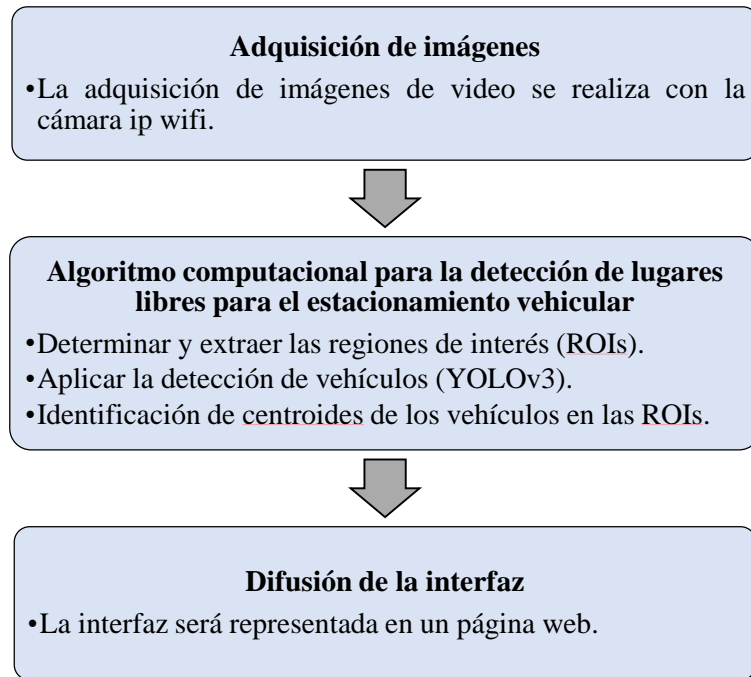 Adquisición de imágenes
•La adquisición de imágenes de video se realiza con la
cámara ip wifi.
Algoritmo computacional para la detección de lugares
libres para el estacionamiento vehicular
•Determinar y extraer las regiones de interés (ROIs).
•Aplicar la detección de vehículos (YOLOv3).
•Identificación de centroides de los vehículos en las ROIs.
Difusión de la interfaz
•La interfaz será representada en un página web.